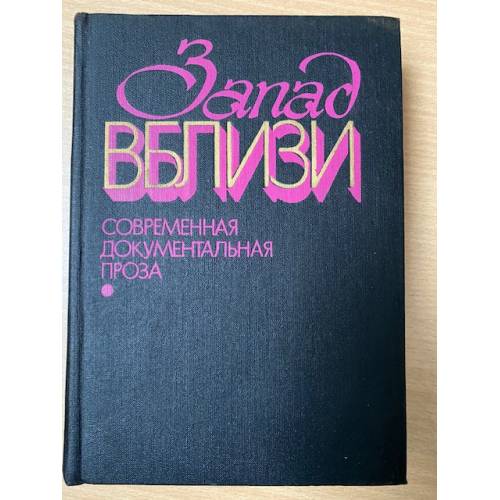 Запад
ВБЛИЗИ
СОВРЕМЕННАЯ
ДОКУМЕНТАЛЬНАЯ
ПРОЗА